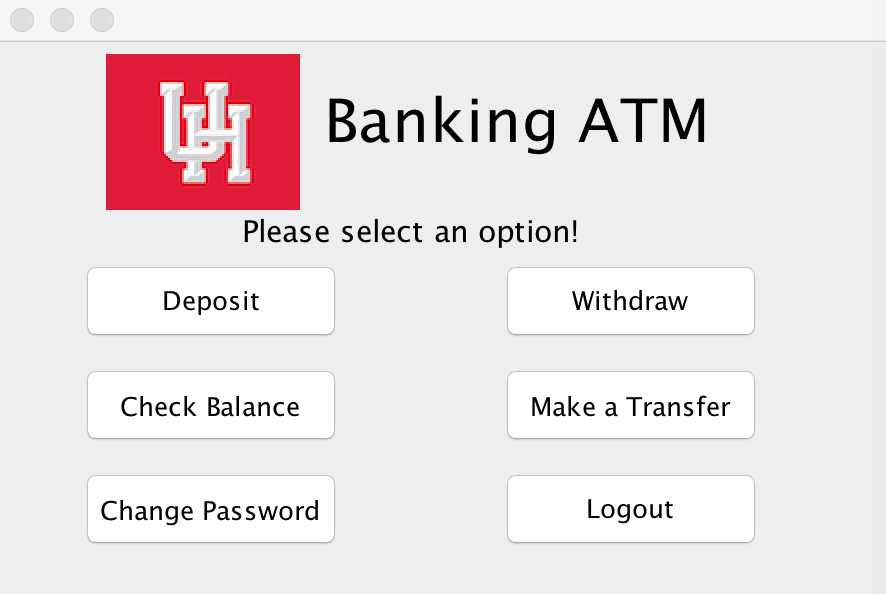 UH
Banking ATM
Please select an option!
Deposit
Withdraw
Check Balance
Make a Transfer
Change Password
Logout